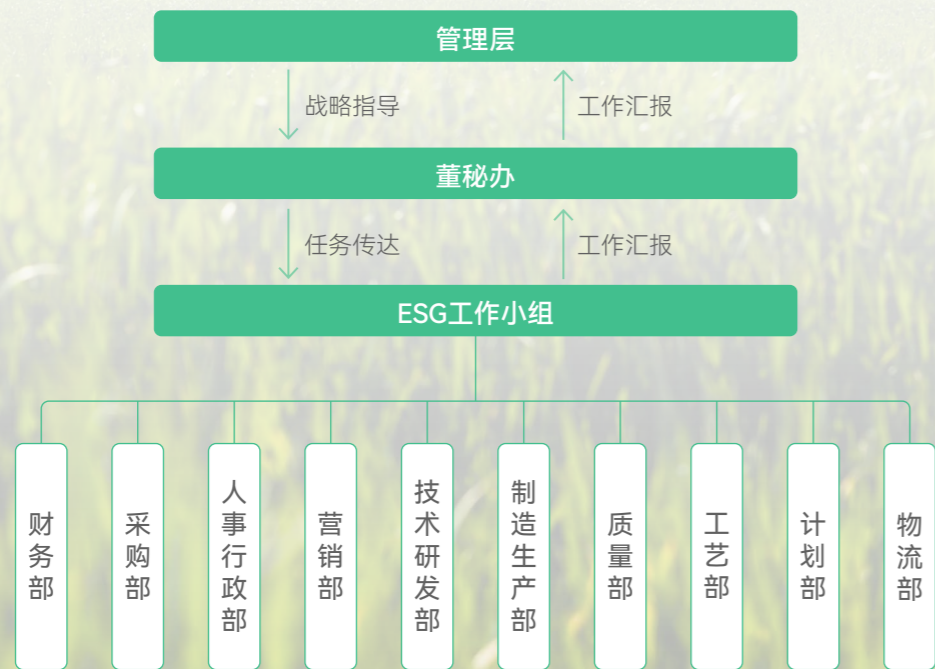 管理层
战略指导
工作汇报
董秘办
任务传达
工作汇报
ESG工作小组
财务部
采购部
人事行政部
营销部
技术研发部
制造生产部
质量部
工艺部
计划部
物流部